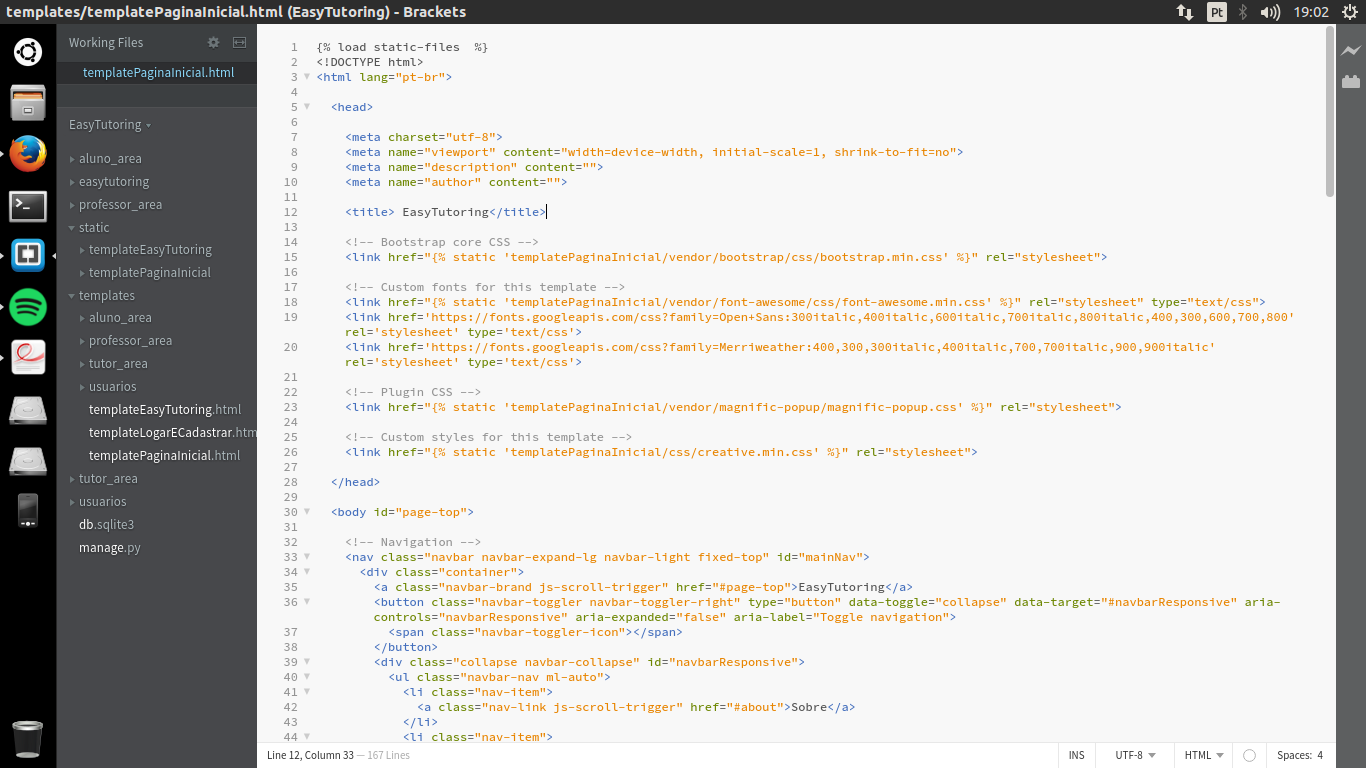 templates/templatePaginaInicial.html (EasyTutoring) - Brackets
Pt
19:02
Working Files
templatePaginaInicial.html
EasyTutoring
aluno_area
easytutoring
professor_area
static
templateEasyTutoring
templatePaginaInicial
templates
aluno_area
professor_area
tutor_area
usuarios
templateEasyTutoring.html
templateLogarECadastrar.htm
templatePaginaInicial.html
tutor_area
usuarios
db.sqlite3
manage.py
1 {% load static-files  %}
2 <!DOCTYPE html>
3 <html lang="pt-br">
4
5 <head>
6
7 <meta charset="utf-8">
8 <meta name="viewport" content="width=device-width, initial-scale=1, shrink-to-fit=no">
9 <meta name="description" content="">
10 <meta name="author" content="">
11
12 <title> EasyTutoring</title>
13
14 <!-- Bootstrap core CSS -->
15 <link href="{% static 'templatePaginaInicial/vendor/bootstrap/css/bootstrap.min.css' %}" rel="stylesheet">
16
17 <!-- Custom fonts for this template -->
18 <link href="{% static 'templatePaginaInicial/vendor/font-awesome/css/font-awesome.min.css' %}" rel="stylesheet" type="text/css">
19 <link href='https://fonts.googleapis.com/css?family=Open+Sans:300italic,400italic,600italic,700italic,800italic,400,300,600,700,800'
rel='stylesheet' type='text/css'>
20 <link href='https://fonts.googleapis.com/css?family=Merriweather:400,300,300italic,400italic,700,700italic,900,900italic'
rel='stylesheet' type='text/css'>
21
22 <!-- Plugin CSS -->
23 <link href="{% static 'templatePaginaInicial/vendor/magnific-popup/magnific-popup.css' %}" rel="stylesheet">
24
25 <!-- Custom styles for this template -->
26 <link href="{% static 'templatePaginaInicial/css/creative.min.css' %}" rel="stylesheet">
27
28 </head>
29
30 <body id="page-top">
31
32 <!-- Navigation -->
33 <nav class="navbar navbar-expand-lg navbar-light fixed-top" id="mainNav">
34 <div class="container">
35 <a class="navbar-brand js-scroll-trigger" href="#page-top">EasyTutoring</a>
36 <button class="navbar-toggler navbar-toggler-right" type="button" data-toggle="collapse" data-target="#navbarResponsive" aria-
controls="navbarResponsive" aria-expanded="false" aria-label="Toggle navigation">
37 <span class="navbar-toggler-icon"></span>
38 </button>
39 <div class="collapse navbar-collapse" id="navbarResponsive">
40 <ul class="navbar-nav ml-auto">
41 <li class="nav-item">
42 <a class="nav-link js-scroll-trigger" href="#about">Sobre</a>
43 </li>
44 <li class="nav-item">
Line 12, Column 33 — 167 Lines
INS
UTF-8
HTML
Spaces: 4